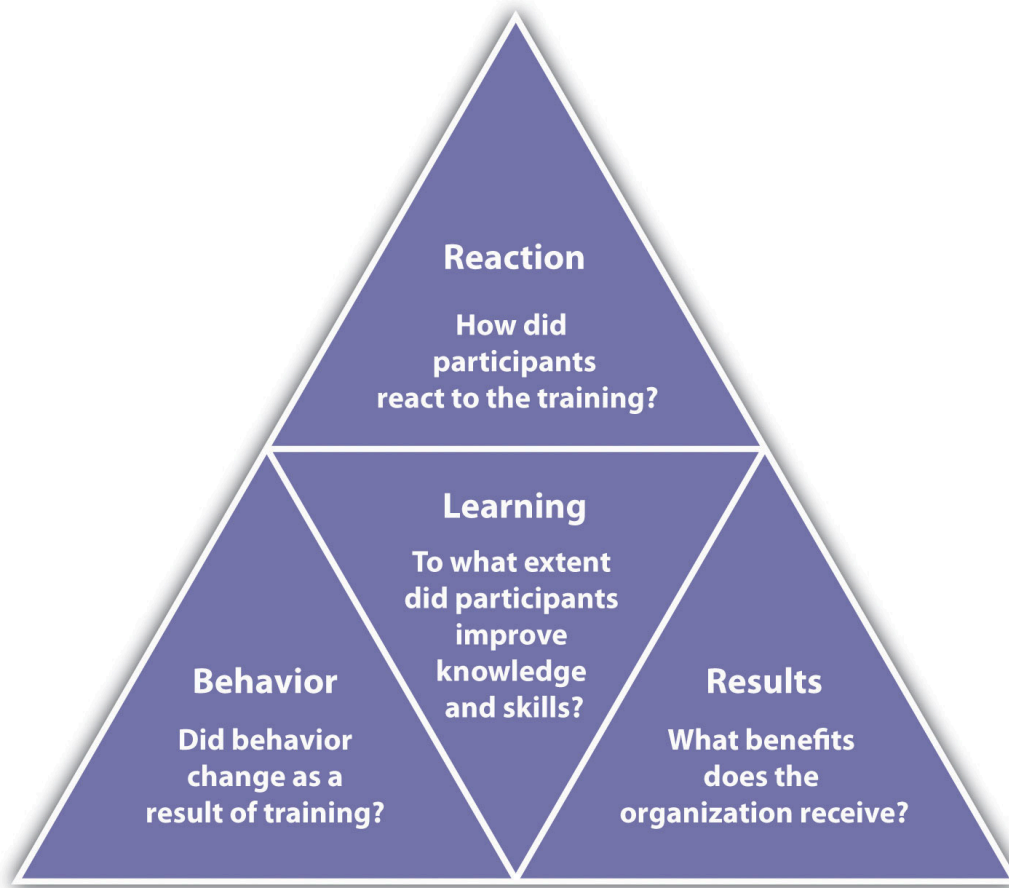 Reaction
How did
participants
react to the training?
Learning
To what extent
did participants
improve
knowledge
and skills?
Behavior
Did behavior
change as a
result of training?
Results
What benefits
does the
organization receive?